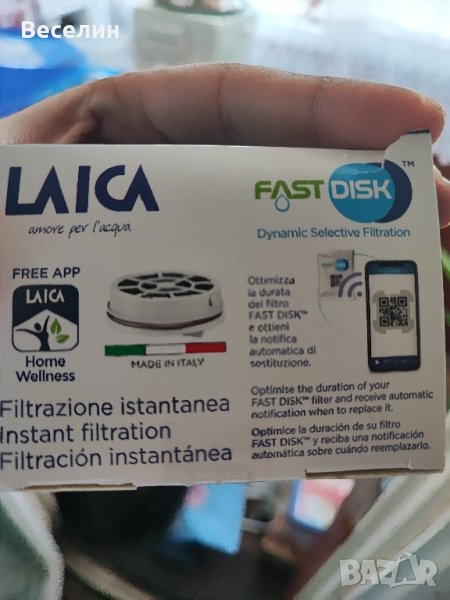 Веселин
LAICA
amore per l'acqua
FAST DISK™
Dynamic Selective Filtration
FREE APP
LAICA
Home
Wellness
MADE IN ITALY
FAST DISK
Ottimizza
la durata
del filtro
FAST DISK™
e ottieni
la notifica
automatica di
sostituzione.
Filtrazione istantanea
Instant filtration
Filtración instantánea
Optimise the duration of your
FAST DISK™ filter and receive automatic
notification when to replace it.
Optimice la duración de su filtro
FAST DISK™ y reciba una notificación
automática sobre cuándo reemplazarlo.
BAZAR